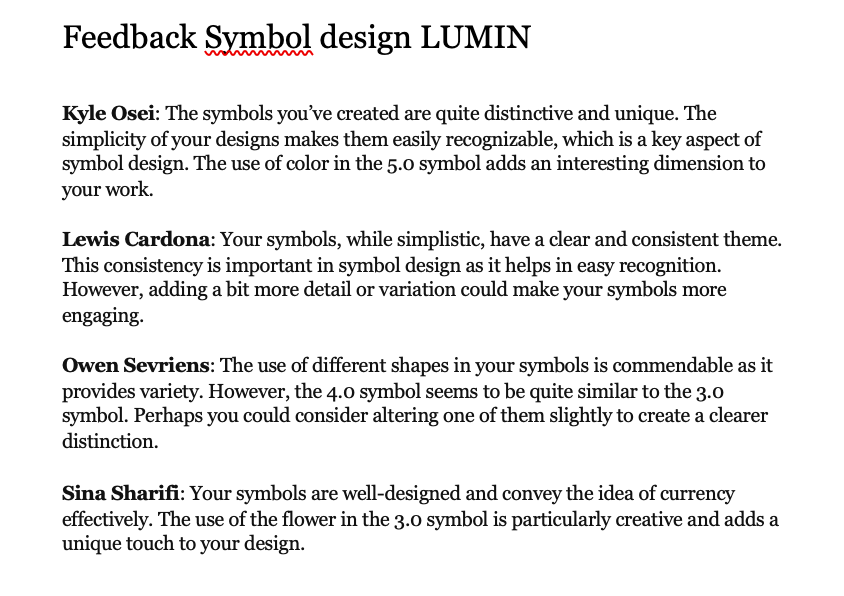 Feedback Symbol design LUMIN
Kyle Osei: The symbols you’ve created are quite distinctive and unique. The
simplicity of your designs makes them easily recognizable, which is a key aspect of
symbol design. The use of color in the 5.0 symbol adds an interesting dimension to
your work.
Lewis Cardona: Your symbols, while simplistic, have a clear and consistent theme.
This consistency is important in symbol design as it helps in easy recognition.
However, adding a bit more detail or variation could make your symbols more
engaging.
Owen Sevriens: The use of different shapes in your symbols is commendable as it
provides variety. However, the 4.0 symbol seems to be quite similar to the 3.0
symbol. Perhaps you could consider altering one of them slightly to create a clearer
distinction.
Sina Sharifi: Your symbols are well-designed and convey the idea of currency
effectively. The use of the flower in the 3.0 symbol is particularly creative and adds a
unique touch to your design.